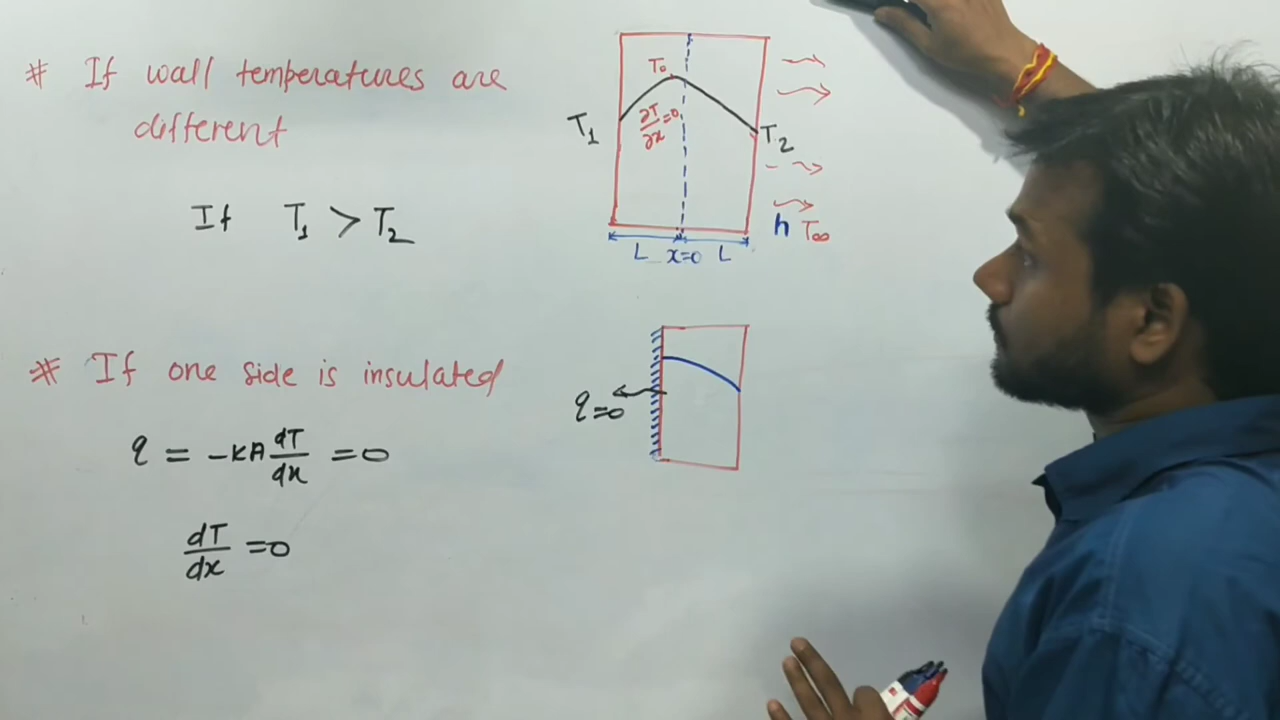 # If wall temperatures are
different
If T₁ > T₂
T₀
∂T/∂x = 0
T₁
T₂
h T∞
L x=0 L
# If one side is insulated
q = -KA dT/dx = 0
dT/dx = 0
q=0